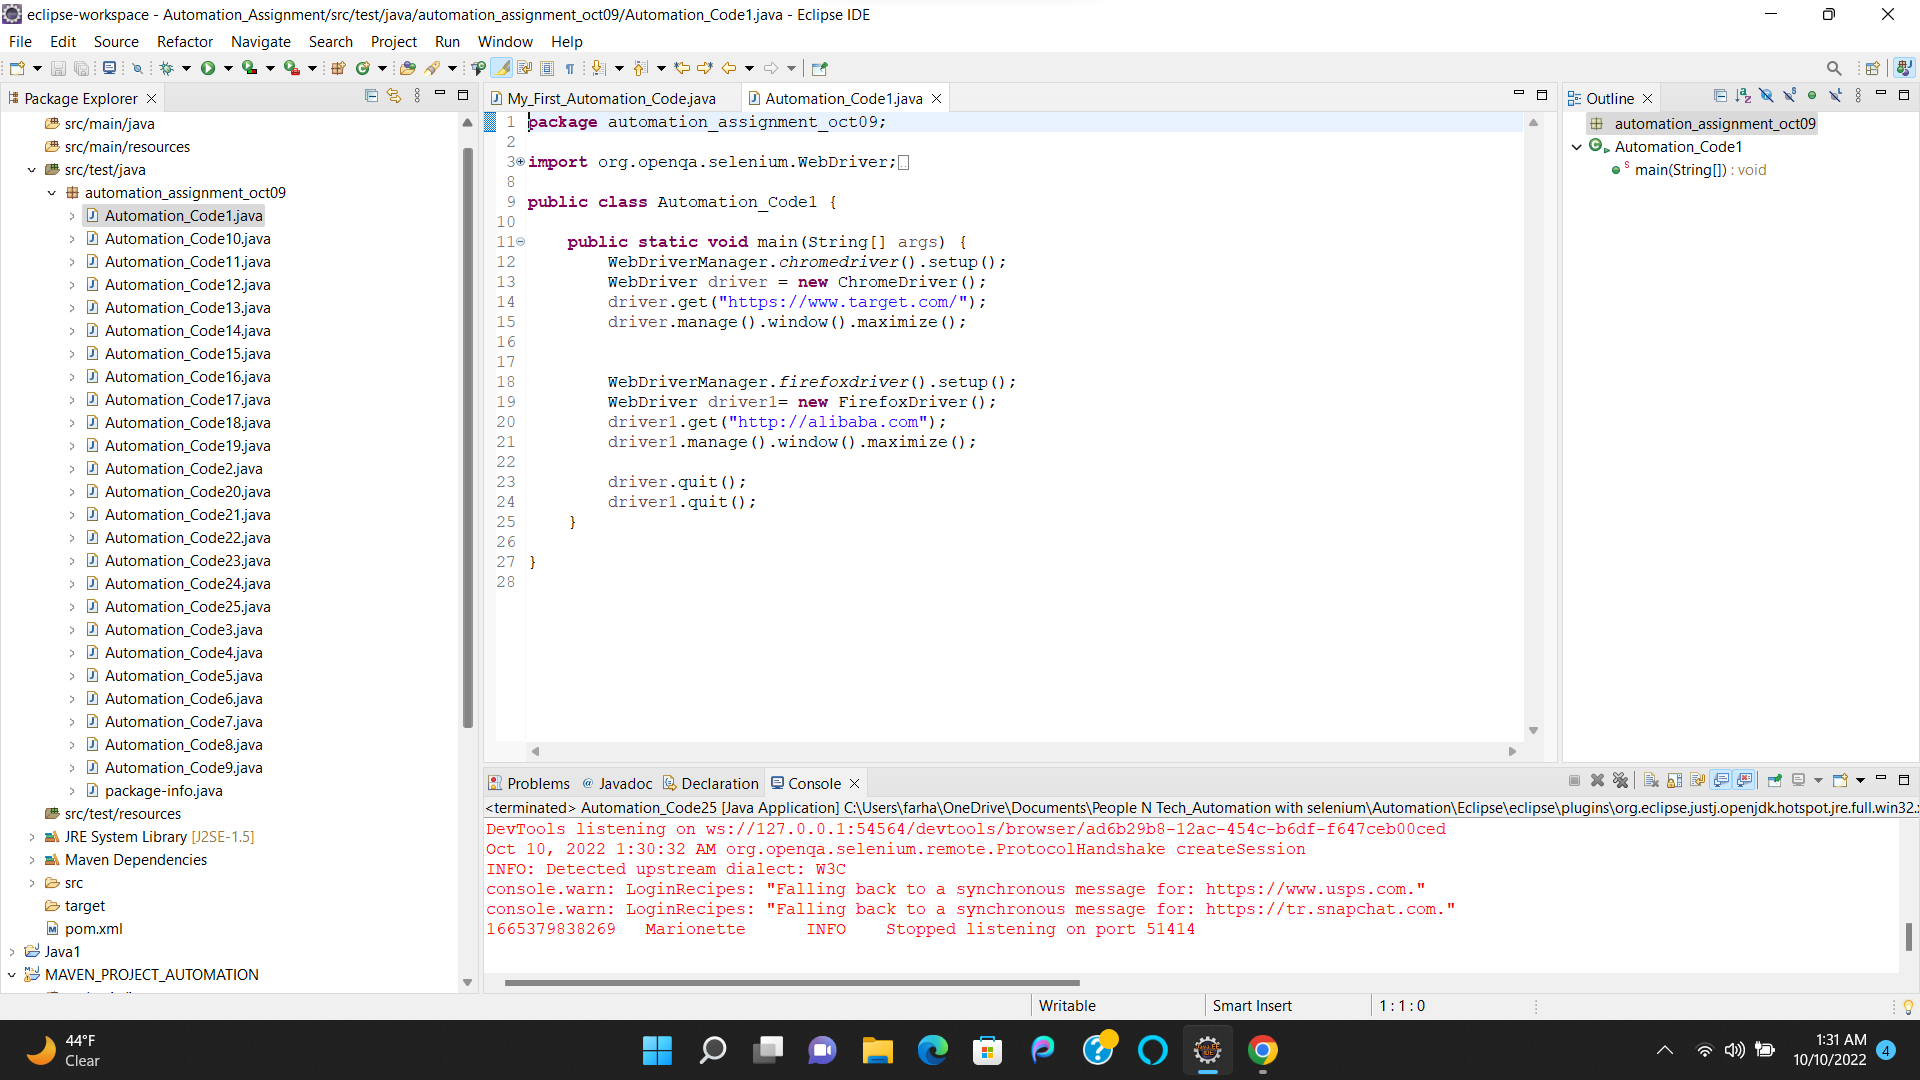 eclipse-workspace - Automation_Assignment/src/test/java/automation_assignment_oct09/Automation_Code1.java - Eclipse IDE
File Edit Source Refactor Navigate Search Project Run Window Help
Package Explorer
src/main/java
src/main/resources
src/test/java
automation_assignment_oct09
Automation_Code1.java
Automation_Code10.java
Automation_Code11.java
Automation_Code12.java
Automation_Code13.java
Automation_Code14.java
Automation_Code15.java
Automation_Code16.java
Automation_Code17.java
Automation_Code18.java
Automation_Code19.java
Automation_Code2.java
Automation_Code20.java
Automation_Code21.java
Automation_Code22.java
Automation_Code23.java
Automation_Code24.java
Automation_Code25.java
Automation_Code3.java
Automation_Code4.java
Automation_Code5.java
Automation_Code6.java
Automation_Code7.java
Automation_Code8.java
Automation_Code9.java
package-info.java
src/test/resources
JRE System Library [J2SE-1.5]
Maven Dependencies
src
target
pom.xml
Java1
MAVEN_PROJECT_AUTOMATION
My_First_Automation_Code.java Automation_Code1.java
1 package automation_assignment_oct09;
2
3 import org.openqa.selenium.WebDriver;
8
9 public class Automation_Code1 {
10
11 public static void main(String[] args) {
12 WebDriverManager.chromedriver().setup();
13 WebDriver driver = new ChromeDriver();
14 driver.get("https://www.target.com/");
15 driver.manage().window().maximize();
16
17
18 WebDriverManager.firefoxdriver().setup();
19 WebDriver driver1= new FirefoxDriver();
20 driver1.get("http://alibaba.com");
21 driver1.manage().window().maximize();
22
23 driver.quit();
24 driver1.quit();
25 }
26
27 }
28
Outline
automation_assignment_oct09
Automation_Code1
main(String[]) : void
Problems Javadoc Declaration Console
<terminated> Automation_Code25 [Java Application] C:\Users\farha\OneDrive\Documents\People N Tech_Automation with selenium\Automation\Eclipse\eclipse\plugins\org.eclipse.justj.openjdk.hotspot.jre.full.win32.
DevTools listening on ws://127.0.0.1:54564/devtools/browser/ad6b29b8-12ac-454c-b6df-f647ceb00ced
Oct 10, 2022 1:30:32 AM org.openqa.selenium.remote.ProtocolHandshake createSession
INFO: Detected upstream dialect: W3C
console.warn: LoginRecipes: "Falling back to a synchronous message for: https://www.usps.com."
console.warn: LoginRecipes: "Falling back to a synchronous message for: https://tr.snapchat.com."
1665379838269 Marionette INFO Stopped listening on port 51414
Writable Smart Insert 1 : 1 : 0
44°F
Clear
1:31 AM
10/10/2022
4